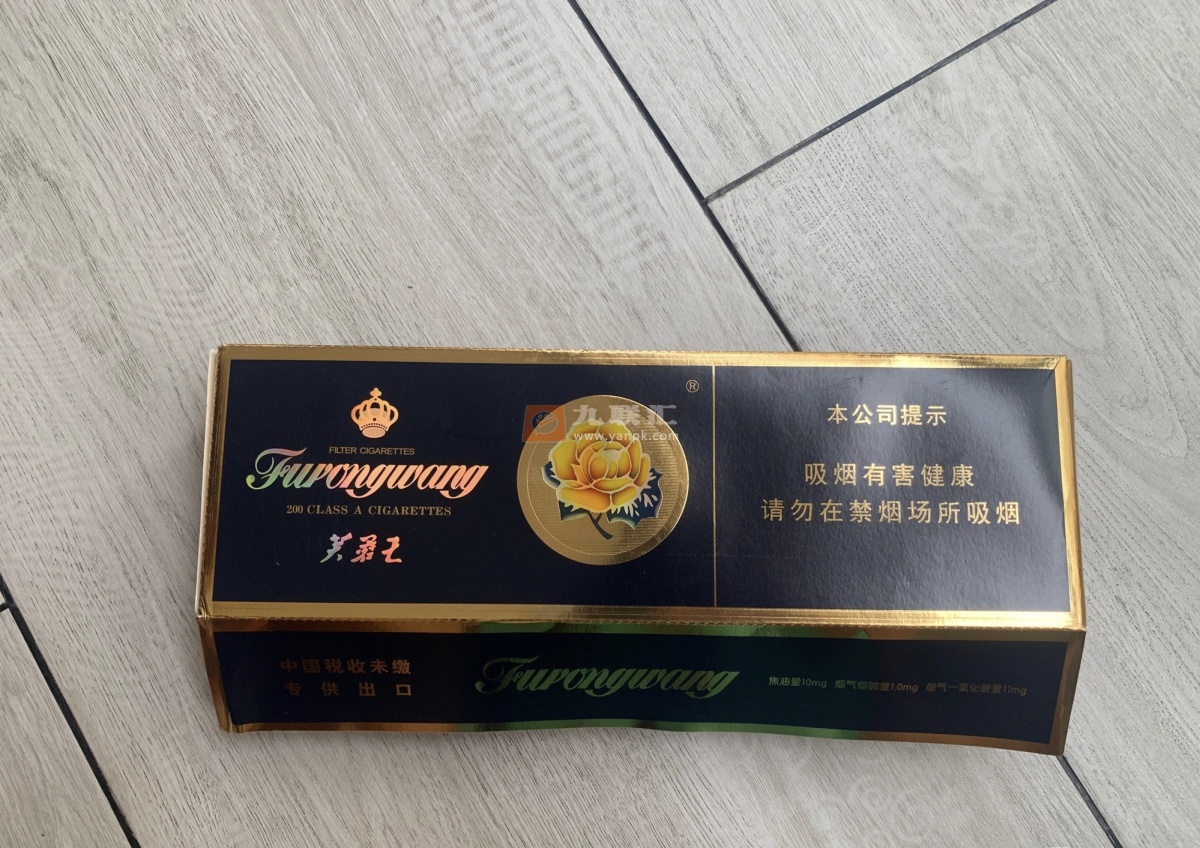 FILTER CIGARETTES
Furongwang
200 CLASS A CIGARETTES
芙蓉王
®
九联汇
www.yanpk.com
本公司提示
吸烟有害健康
请勿在禁烟场所吸烟
中国税收未缴
专供出口
Furongwang
焦油量10mg 烟气烟碱量1.0mg 烟气一氧化碳量11mg